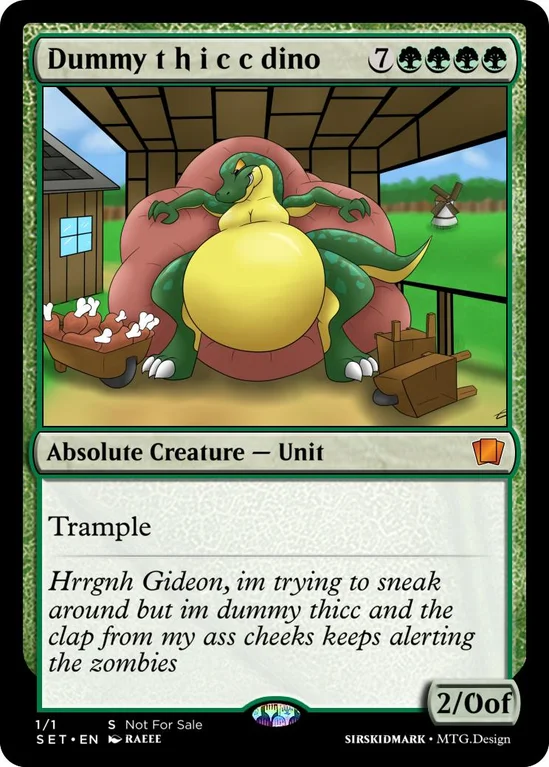 Dummy t h i c c dino 7
Absolute Creature — Unit
Trample
Hrrgnh Gideon, im trying to sneak
around but im dummy thicc and the
clap from my ass cheeks keeps alerting
the zombies
2/Oof
1/1 S Not For Sale
SET•EN RAEEE SIRSKIDMARK • MTG.Design